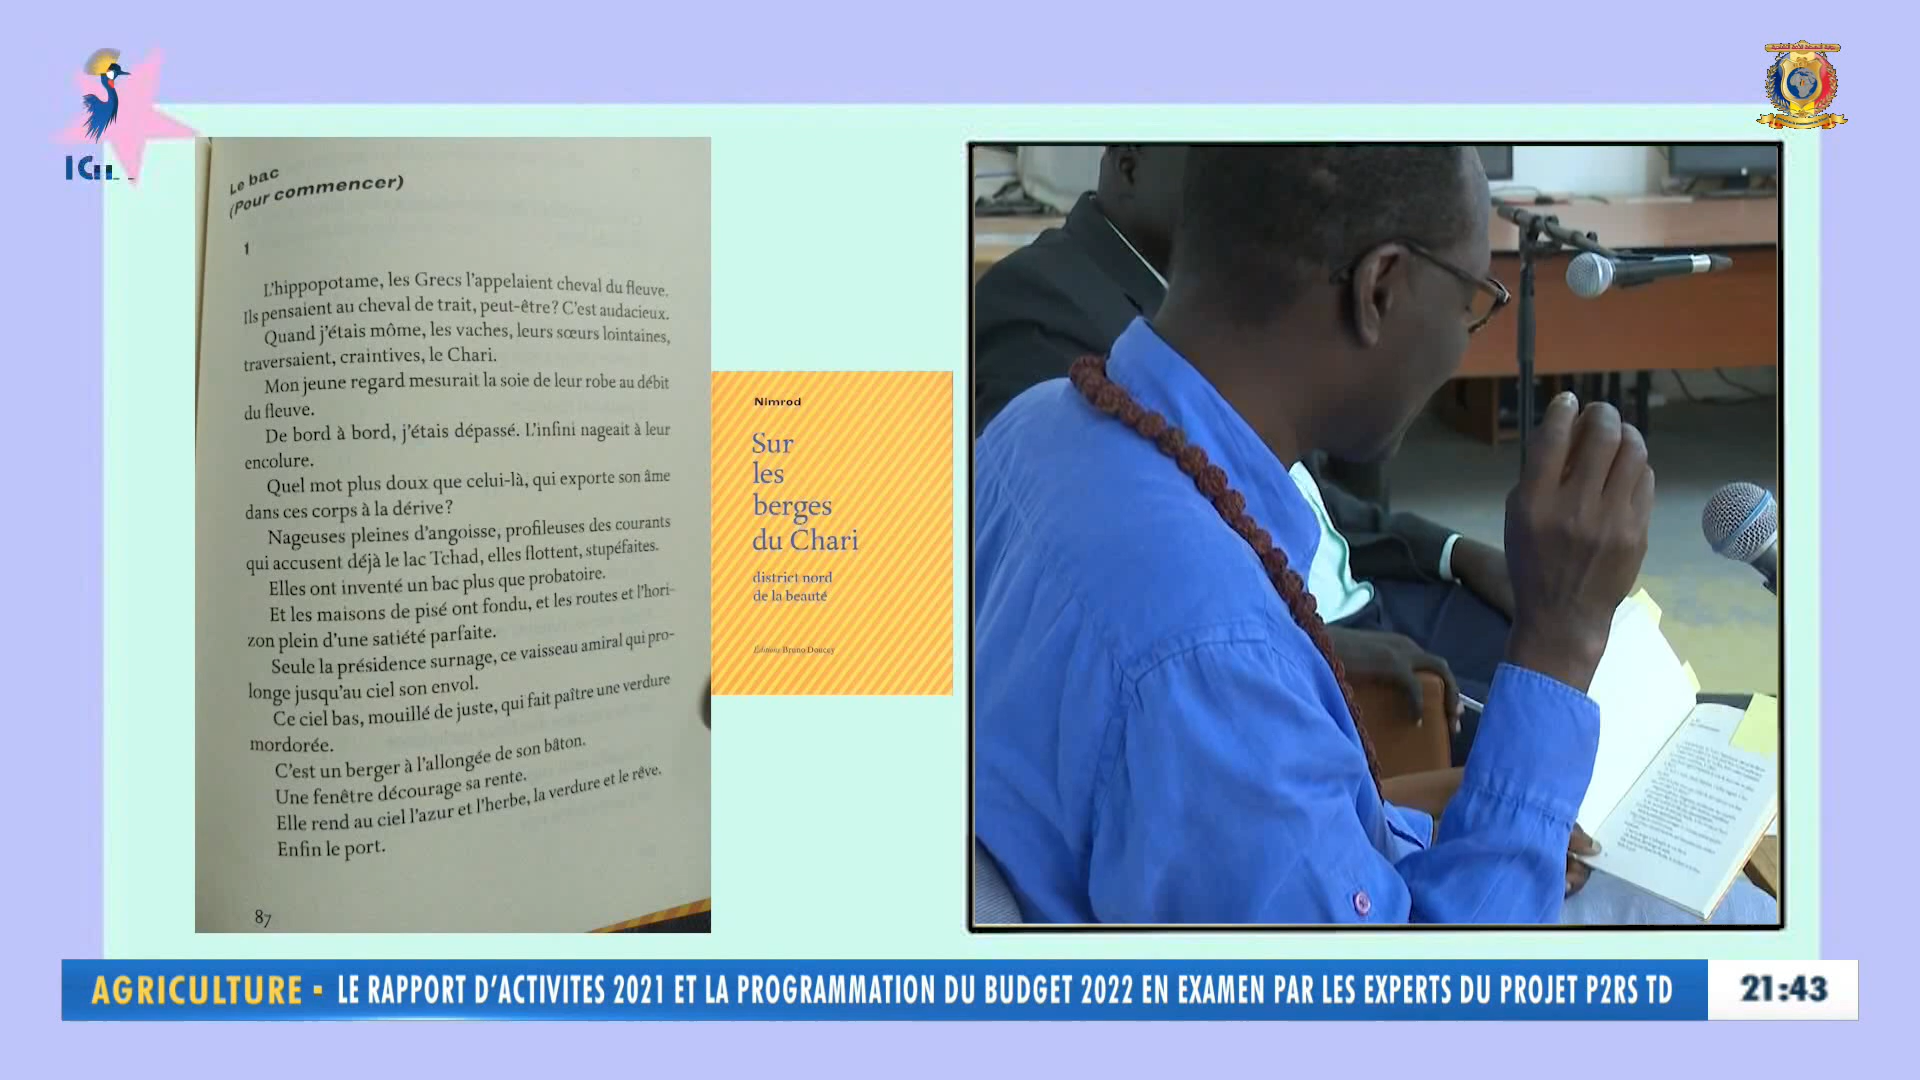 Le bac
(Pour commencer)
1
L'hippopotame, les Grecs l'appelaient cheval du fleuve.
Ils pensaient au cheval de trait, peut-être ? C'est audacieux.
Quand j'étais môme, les vaches, leurs sœurs lointaines,
traversaient, craintives, le Chari.
Mon jeune regard mesurait la soie de leur robe au débit
du fleuve.
De bord à bord, j'étais dépassé. L'infini nageait à leur
encolure.
Quel mot plus doux que celui-là, qui exporte son âme
dans ces corps à la dérive ?
Nageuses pleines d'angoisse, profileuses des courants
qui accusent déjà le lac Tchad, elles flottent, stupéfaites.
Elles ont inventé un bac plus que probatoire.
Et les maisons de pisé ont fondu, et les routes et l'hori-
zon plein d'une satiété parfaite.
Seule la présidence surnage, ce vaisseau amiral qui pro-
longe jusqu'au ciel son envol.
Ce ciel bas, mouillé de juste, qui fait paître une verdure
mordorée.
C'est un berger à l'allongée de son bâton.
Une fenêtre décourage sa rente.
Elle rend au ciel l'azur et l'herbe, la verdure et le rêve.
Enfin le port.
87
Nimrod
Sur
les
berges
du Chari
district nord
de la beauté
Éditions Bruno Doucey
AGRICULTURE - LE RAPPORT D'ACTIVITES 2021 ET LA PROGRAMMATION DU BUDGET 2022 EN EXAMEN PAR LES EXPERTS DU PROJET P2RS TD
21:43